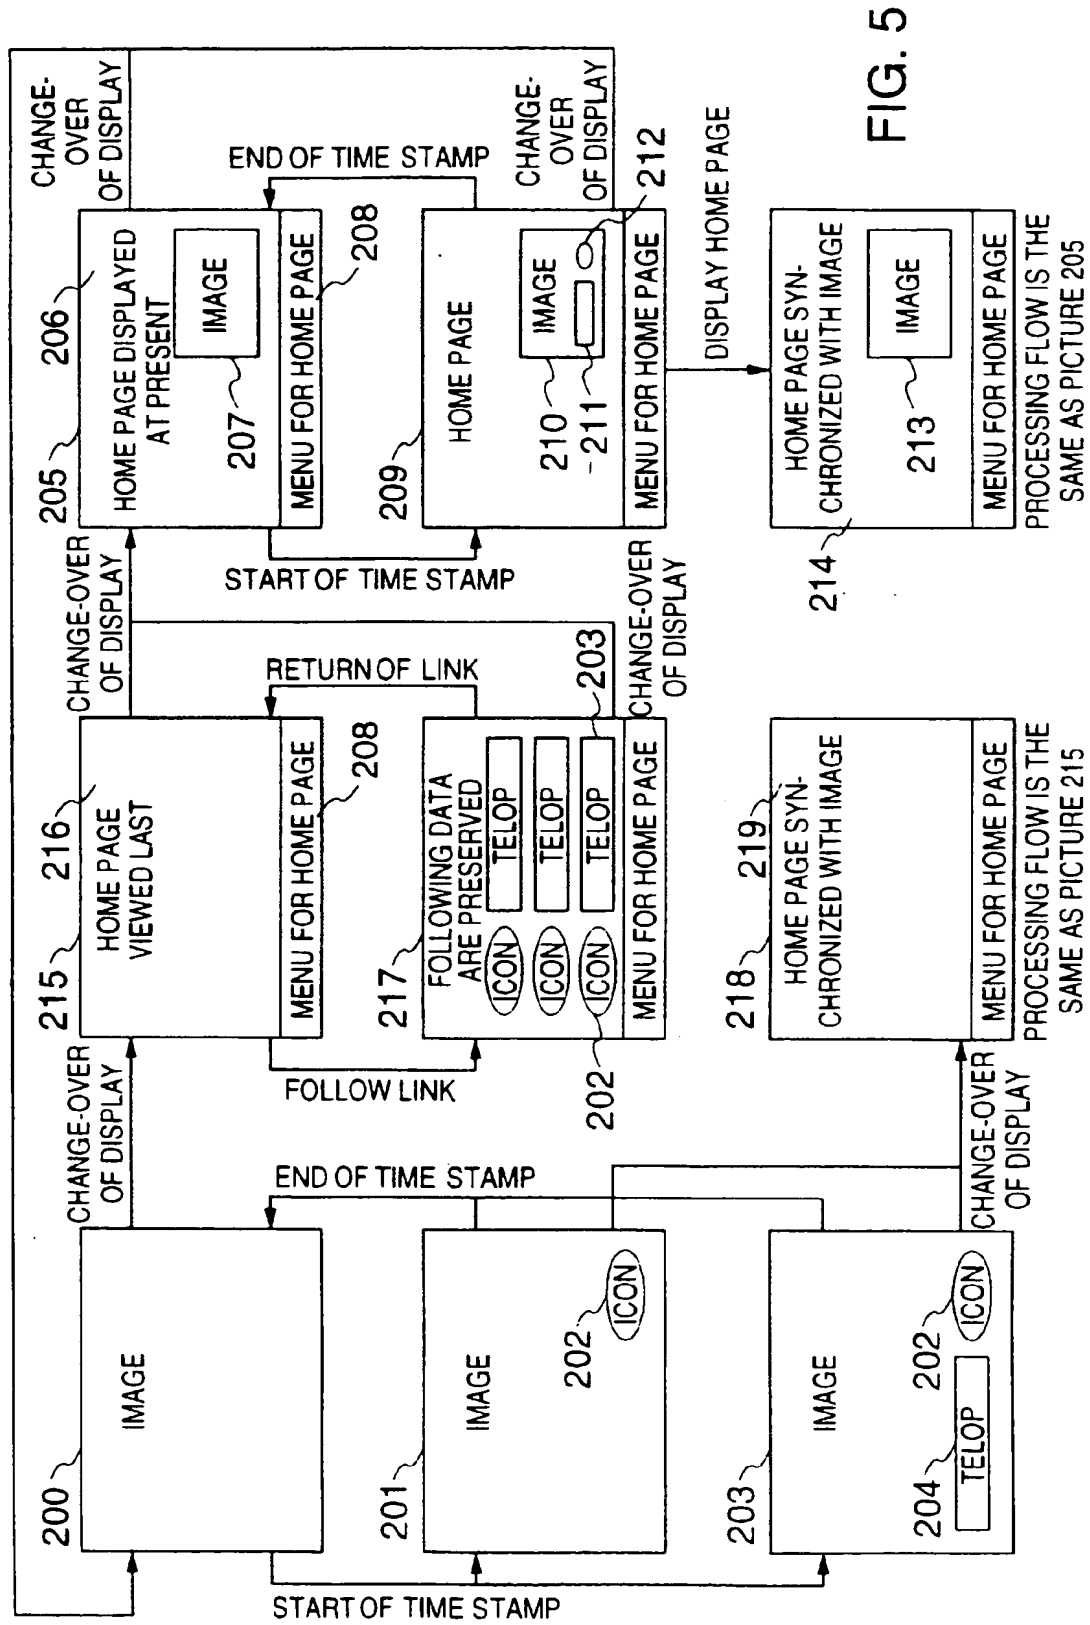 200
IMAGE
CHANGE-OVER
OF DISPLAY
START OF TIME STAMP
END OF TIME STAMP
201
IMAGE
202
ICON
203
IMAGE
204
TELOP
202
ICON
CHANGE-OVER
OF DISPLAY
215
216
HOME PAGE
VIEWED LAST
MENU FOR HOME PAGE
208
CHANGE-OVER
OF DISPLAY
FOLLOW LINK
RETURN OF LINK
217
FOLLOWING DATA
ARE PRESERVED
ICON
TELOP
ICON
TELOP
ICON
TELOP
202
203
MENU FOR HOME PAGE
CHANGE-OVER
OF DISPLAY
218
219
HOME PAGE SYN-
CHRONIZED WITH IMAGE
MENU FOR HOME PAGE
PROCESSING FLOW IS THE
SAME AS PICTURE 215
205
206
HOME PAGE DISPLAYED
AT PRESENT
207
IMAGE
MENU FOR HOME PAGE
208
CHANGE-
OVER
OF DISPLAY
START OF TIME STAMP
END OF TIME STAMP
209
HOME PAGE
210
IMAGE
211
212
MENU FOR HOME PAGE
CHANGE-
OVER
OF DISPLAY
DISPLAY HOME PAGE
214
HOME PAGE SYN-
CHRONIZED WITH IMAGE
213
IMAGE
MENU FOR HOME PAGE
PROCESSING FLOW IS THE
SAME AS PICTURE 205
FIG. 5